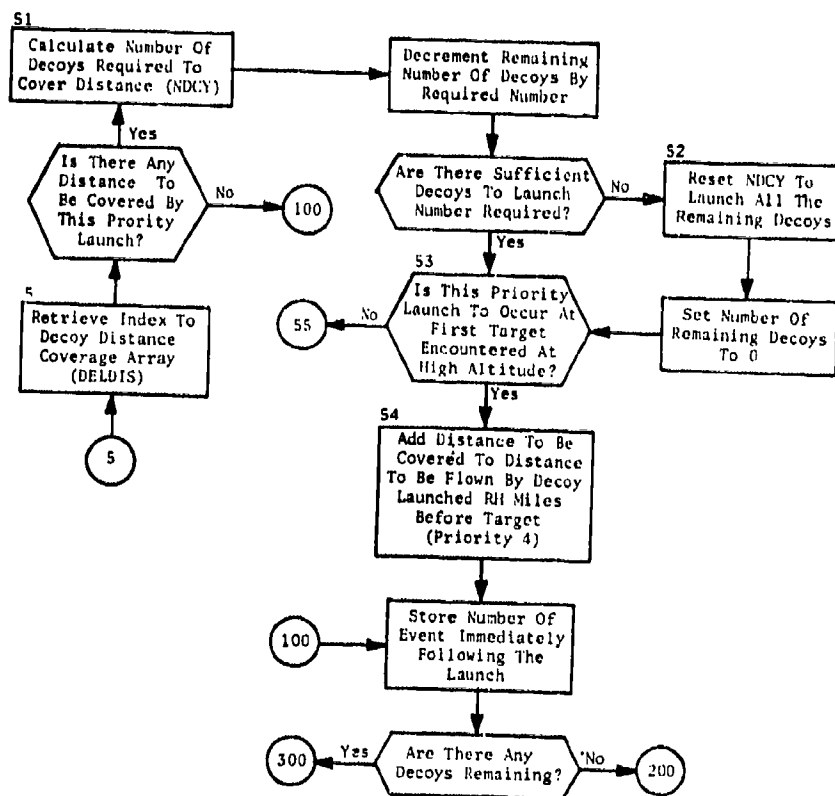 S1
Calculate Number Of
Decoys Required To
Cover Distance (NDCY)
Decrement Remaining
Number Of Decoys By
Required Number
Yes
Is There Any
Distance To
Be Covered By
This Prority
Launch?
No
100
Are There Sufficient
Decoys To Launch
Number Required?
No
S2
Reset NDCY To
Launch All The
Remaining Decoys
Yes
S3
Is This Priority
Launch To Occur At
First Target
Encountered At
High Altitude?
No
55
Set Number Of
Remaining Decoys
To 0
5
Retrieve Index To
Decoy Distance
Coverage Array
(DELDIS)
5
Yes
S4
Add Distance To Be
Covered To Distance
To Be Flown By Decoy
Launched RH Miles
Before Target
(Priority 4)
100
Store Number Of
Event Immediately
Following The
Launch
300
Yes
Are There Any
Decoys Remaining?
No
200